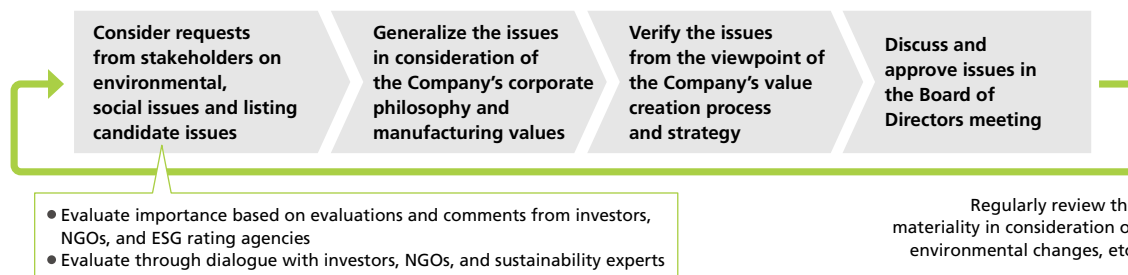 Consider requests
from stakeholders on
environmental,
social issues and listing
candidate issues
Generalize the issues
in consideration of
the Company's corporate
philosophy and
manufacturing values
Verify the issues
from the viewpoint of
the Company's value
creation process
and strategy
Discuss and
approve issues in
the Board of
Directors meeting
● Evaluate importance based on evaluations and comments from investors,
NGOs, and ESG rating agencies
● Evaluate through dialogue with investors, NGOs, and sustainability experts
Regularly review th
materiality in consideration o
environmental changes, etc